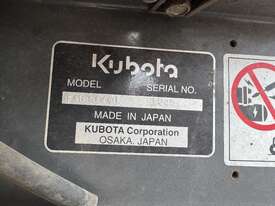 Kubota
MODEL SERIAL NO.
MADE IN JAPAN
KUBOTA Corporation
OSAKA, JAPAN